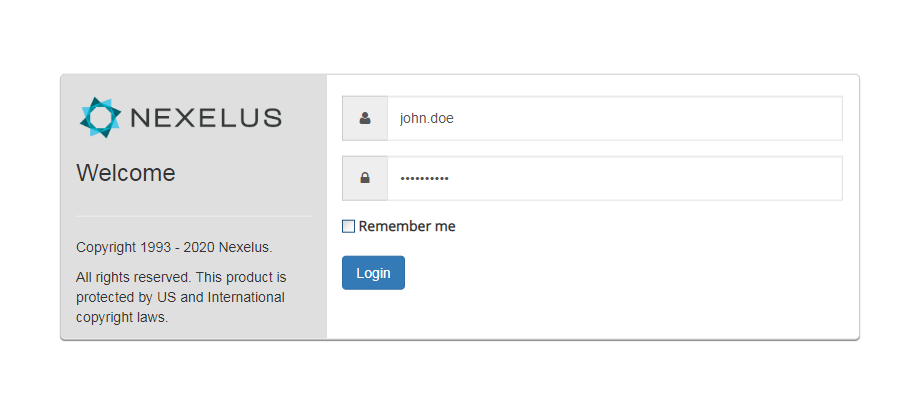 NEXELUS
Welcome
Copyright 1993 - 2020 Nexelus.
All rights reserved. This product is
protected by US and International
copyright laws.
john.doe
••••••••••
Remember me
Login